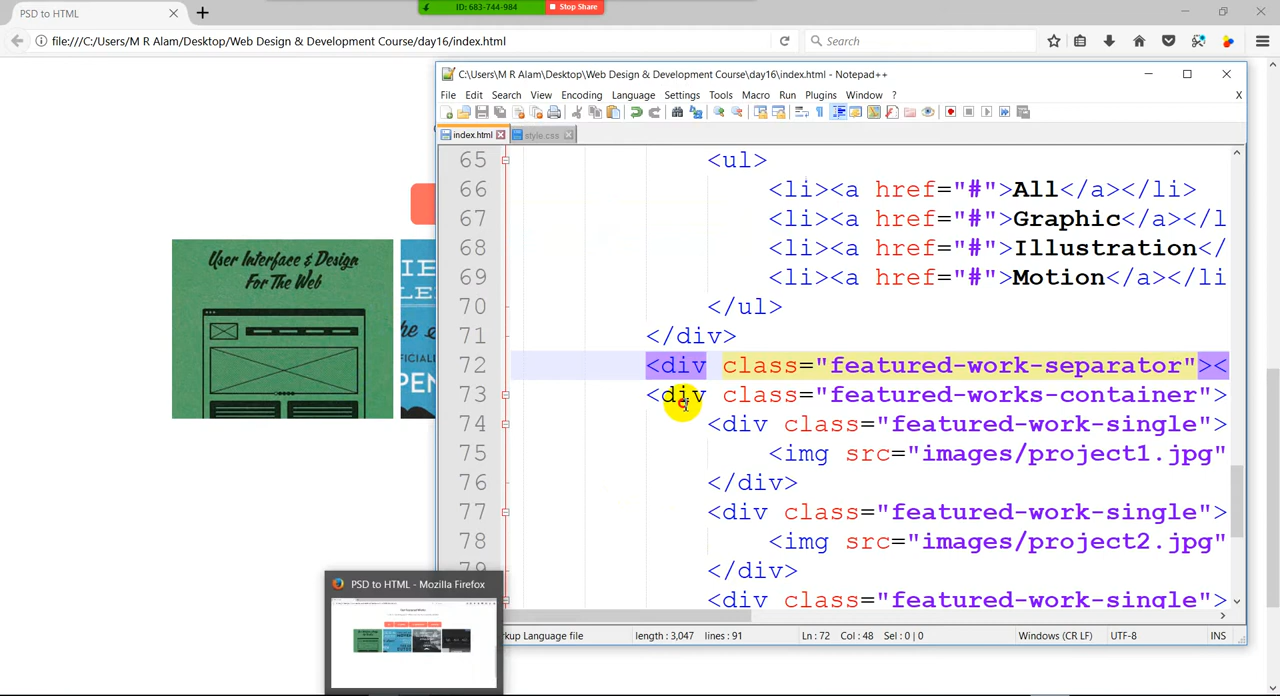 PSD to HTML
ID: 683-744-984
Stop Share
file:///C:/Users/M R Alam/Desktop/Web Design & Development Course/day16/index.html
Search
C:\Users\M R Alam\Desktop\Web Design & Development Course\day16\index.html - Notepad++
File Edit Search View Encoding Language Settings Tools Macro Run Plugins Window ? X
index.html style.css
65 <ul>
66 <li><a href="#">All</a></li>
67 <li><a href="#">Graphic</a></l
68 <li><a href="#">Illustration</
69 <li><a href="#">Motion</a></li
70 </ul>
71 </div>
72 <div class="featured-work-separator"><
73 <div class="featured-works-container">
74 <div class="featured-work-single">
75 <img src="images/project1.jpg"
76 </div>
77 <div class="featured-work-single">
78 <img src="images/project2.jpg"
79 </div>
<div class="featured-work-single">
User Interface & Design
For The Web
the
PEN
PSD to HTML - Mozilla Firefox
rkup Language file length : 3,047 lines : 91 Ln : 72 Col : 48 Sel : 0 | 0 Windows (CR LF) UTF-8 INS